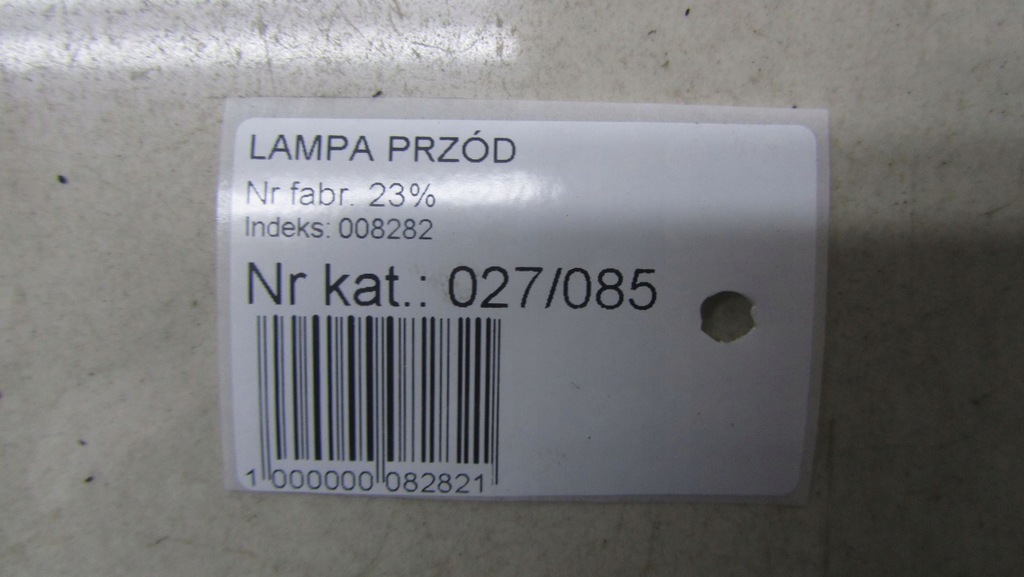 LAMPA PRZÓD
Nr fabr. 23%
Indeks: 008282
Nr kat.: 027/085
1 000000 082821